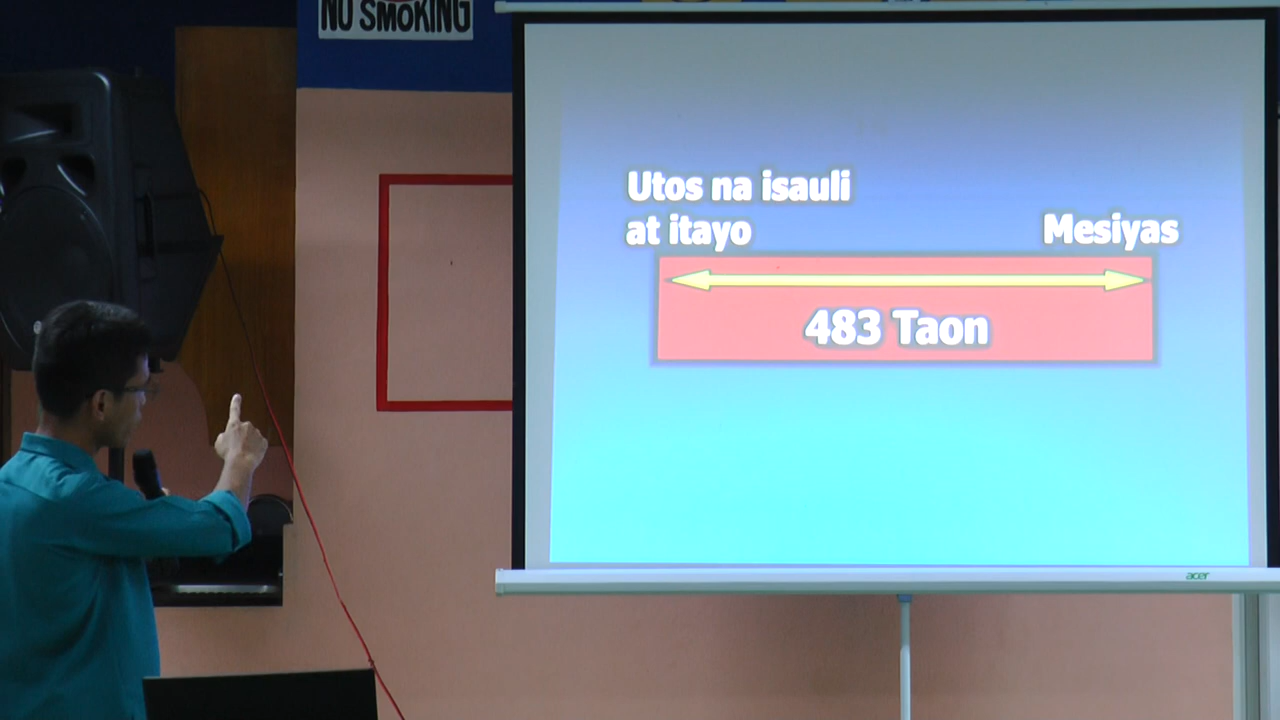 NO SMOKING
Utos na isauli
at itayo
Mesiyas
483 Taon
acer